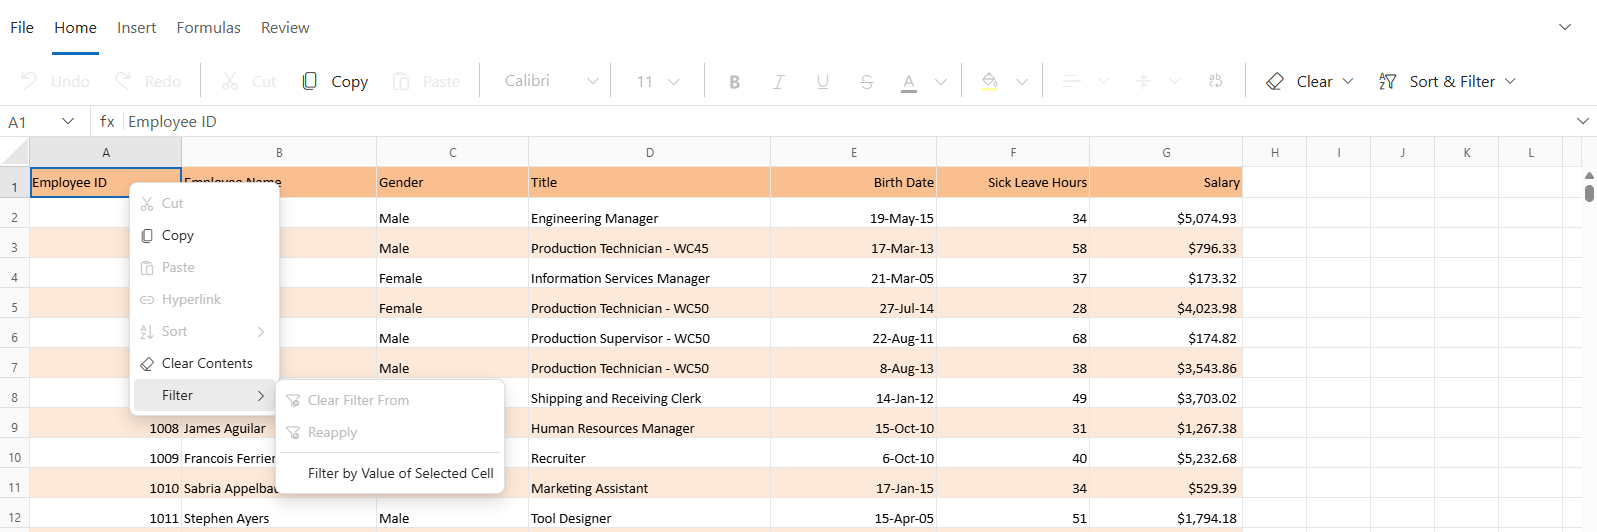 File Home Insert Formulas Review
Undo Redo Cut Copy Paste Calibri 11 B I U S A ab Clear Sort & Filter
A1 fx Employee ID
A B C D E F G H I J K L
1 Employee ID Employee Name Gender Title Birth Date Sick Leave Hours Salary
Cut
2 Male Engineering Manager 19-May-15 34 $5,074.93
Copy
3 Male Production Technician - WC45 17-Mar-13 58 $796.33
Paste
4 Female Information Services Manager 21-Mar-05 37 $173.32
Hyperlink
5 Female Production Technician - WC50 27-Jul-14 28 $4,023.98
Sort
6 Male Production Supervisor - WC50 22-Aug-11 68 $174.82
Clear Contents
7 Male Production Technician - WC50 8-Aug-13 38 $3,543.86
Filter
8 Shipping and Receiving Clerk 14-Jan-12 49 $3,703.02
Clear Filter From
9 1008 James Aguilar Human Resources Manager 15-Oct-10 31 $1,267.38
Reapply
10 1009 Francois Ferrier Recruiter 6-Oct-10 40 $5,232.68
Filter by Value of Selected Cell
11 1010 Sabria Marketing Assistant 17-Jan-15 34 $529.39
12 1011 Stephen Ayers Male Tool Designer 15-Apr-05 51 $1,794.18